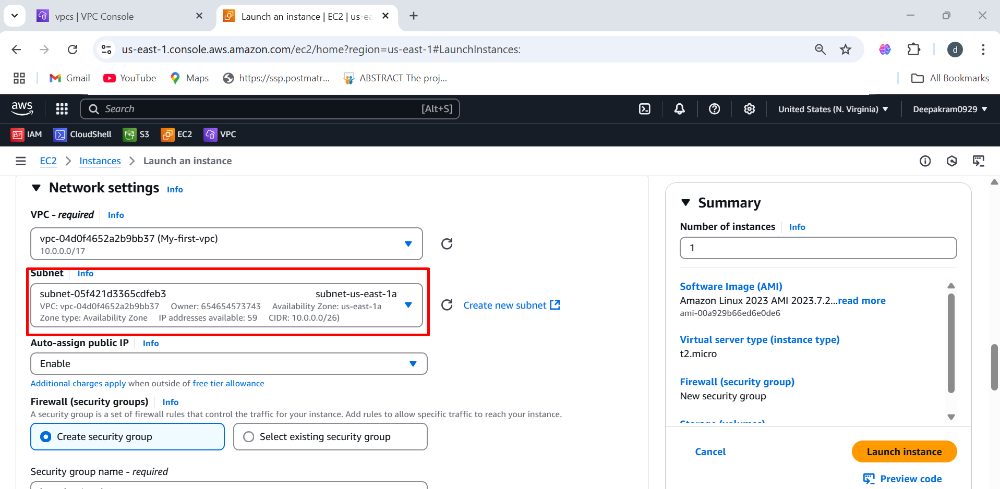 vpcs | VPC Console
Launch an instance | EC2 | us-ea
us-east-1.console.aws.amazon.com/ec2/home?region=us-east-1#LaunchInstances:
d
Gmail
YouTube
Maps
https://ssp.postmatr...
ABSTRACT The proj...
All Bookmarks
aws
Search
[Alt+S]
United States (N. Virginia)
Deepakram0929
IAM
CloudShell
S3
EC2
VPC
EC2 > Instances > Launch an instance
Network settings Info
VPC - required Info
vpc-04d0f4652a2b9bb37 (My-first-vpc)
10.0.0.0/17
Subnet Info
subnet-05f421d3365cdfeb3 subnet-us-east-1a
VPC: vpc-04d0f4652a2b9bb37 Owner: 654654573743 Availability Zone: us-east-1a
Zone type: Availability Zone IP addresses available: 59 CIDR: 10.0.0.0/26)
Create new subnet
Auto-assign public IP Info
Enable
Additional charges apply when outside of free tier allowance
Firewall (security groups) Info
A security group is a set of firewall rules that control the traffic for your instance. Add rules to allow specific traffic to reach your instance.
Create security group
Select existing security group
Security group name - required
Summary
Number of instances Info
1
Software Image (AMI)
Amazon Linux 2023 AMI 2023.7.2...read more
ami-00a929b66ed6e0de6
Virtual server type (instance type)
t2.micro
Firewall (security group)
New security group
Storage (volumes)
Cancel
Launch instance
Preview code